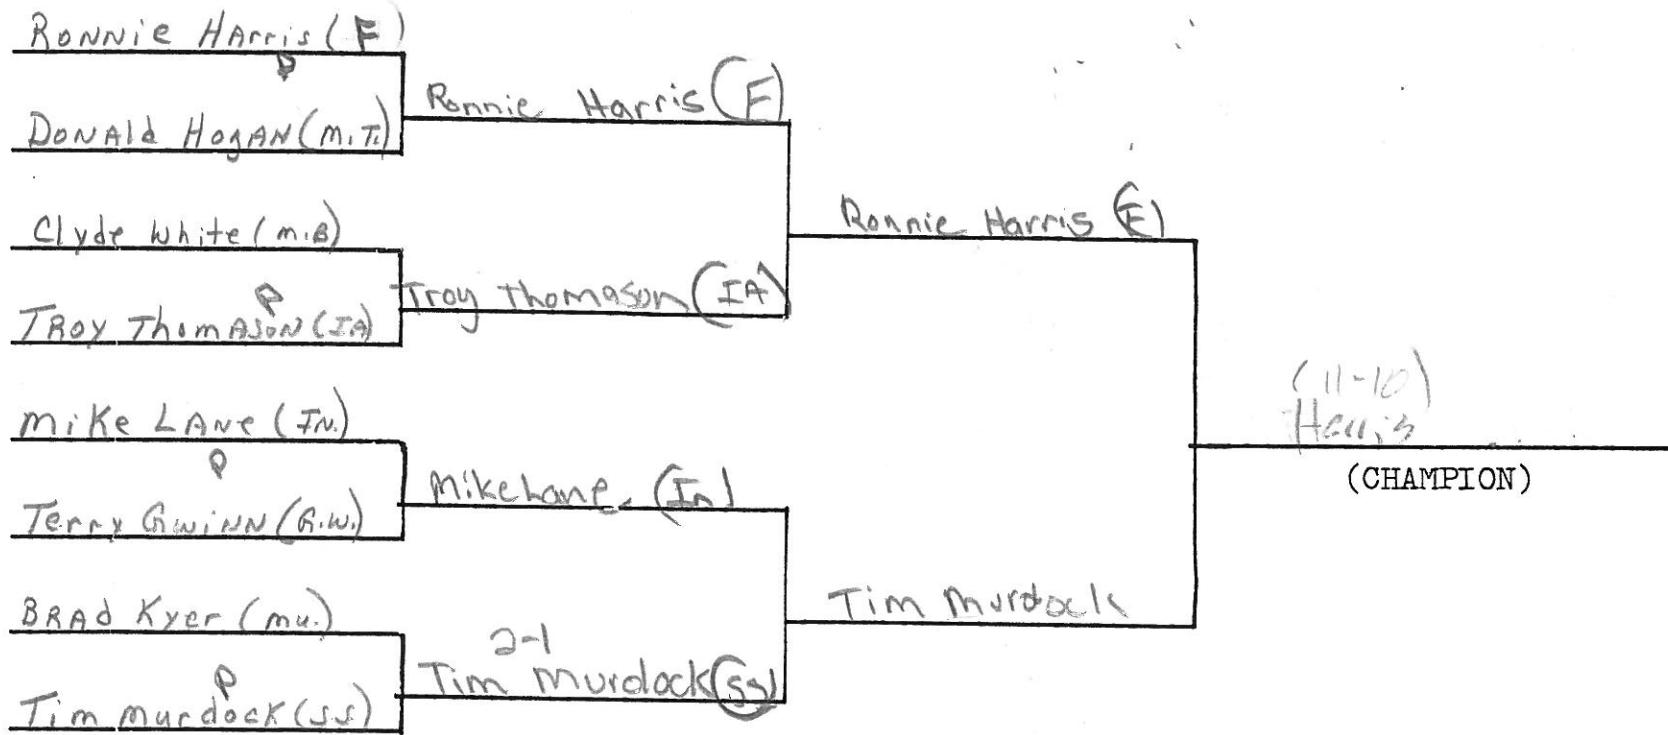 Ronnie Harris (F)
P
Donald Hogan (M.T.)
Clyde White (M.B)
P
Troy Thomason (IA)
Mike Lane (IN.)
P
Terry Gwinn (G.W.)
Brad Kyer (MU.)
P
Tim Murdock (S.S)
Ronnie Harris (F)
Troy Thomason (IA)
Mike Lane (In)
2-1
Tim Murdock (SS)
Ronnie Harris (F)
Tim Murdock
(11-10)
Harris
(CHAMPION)